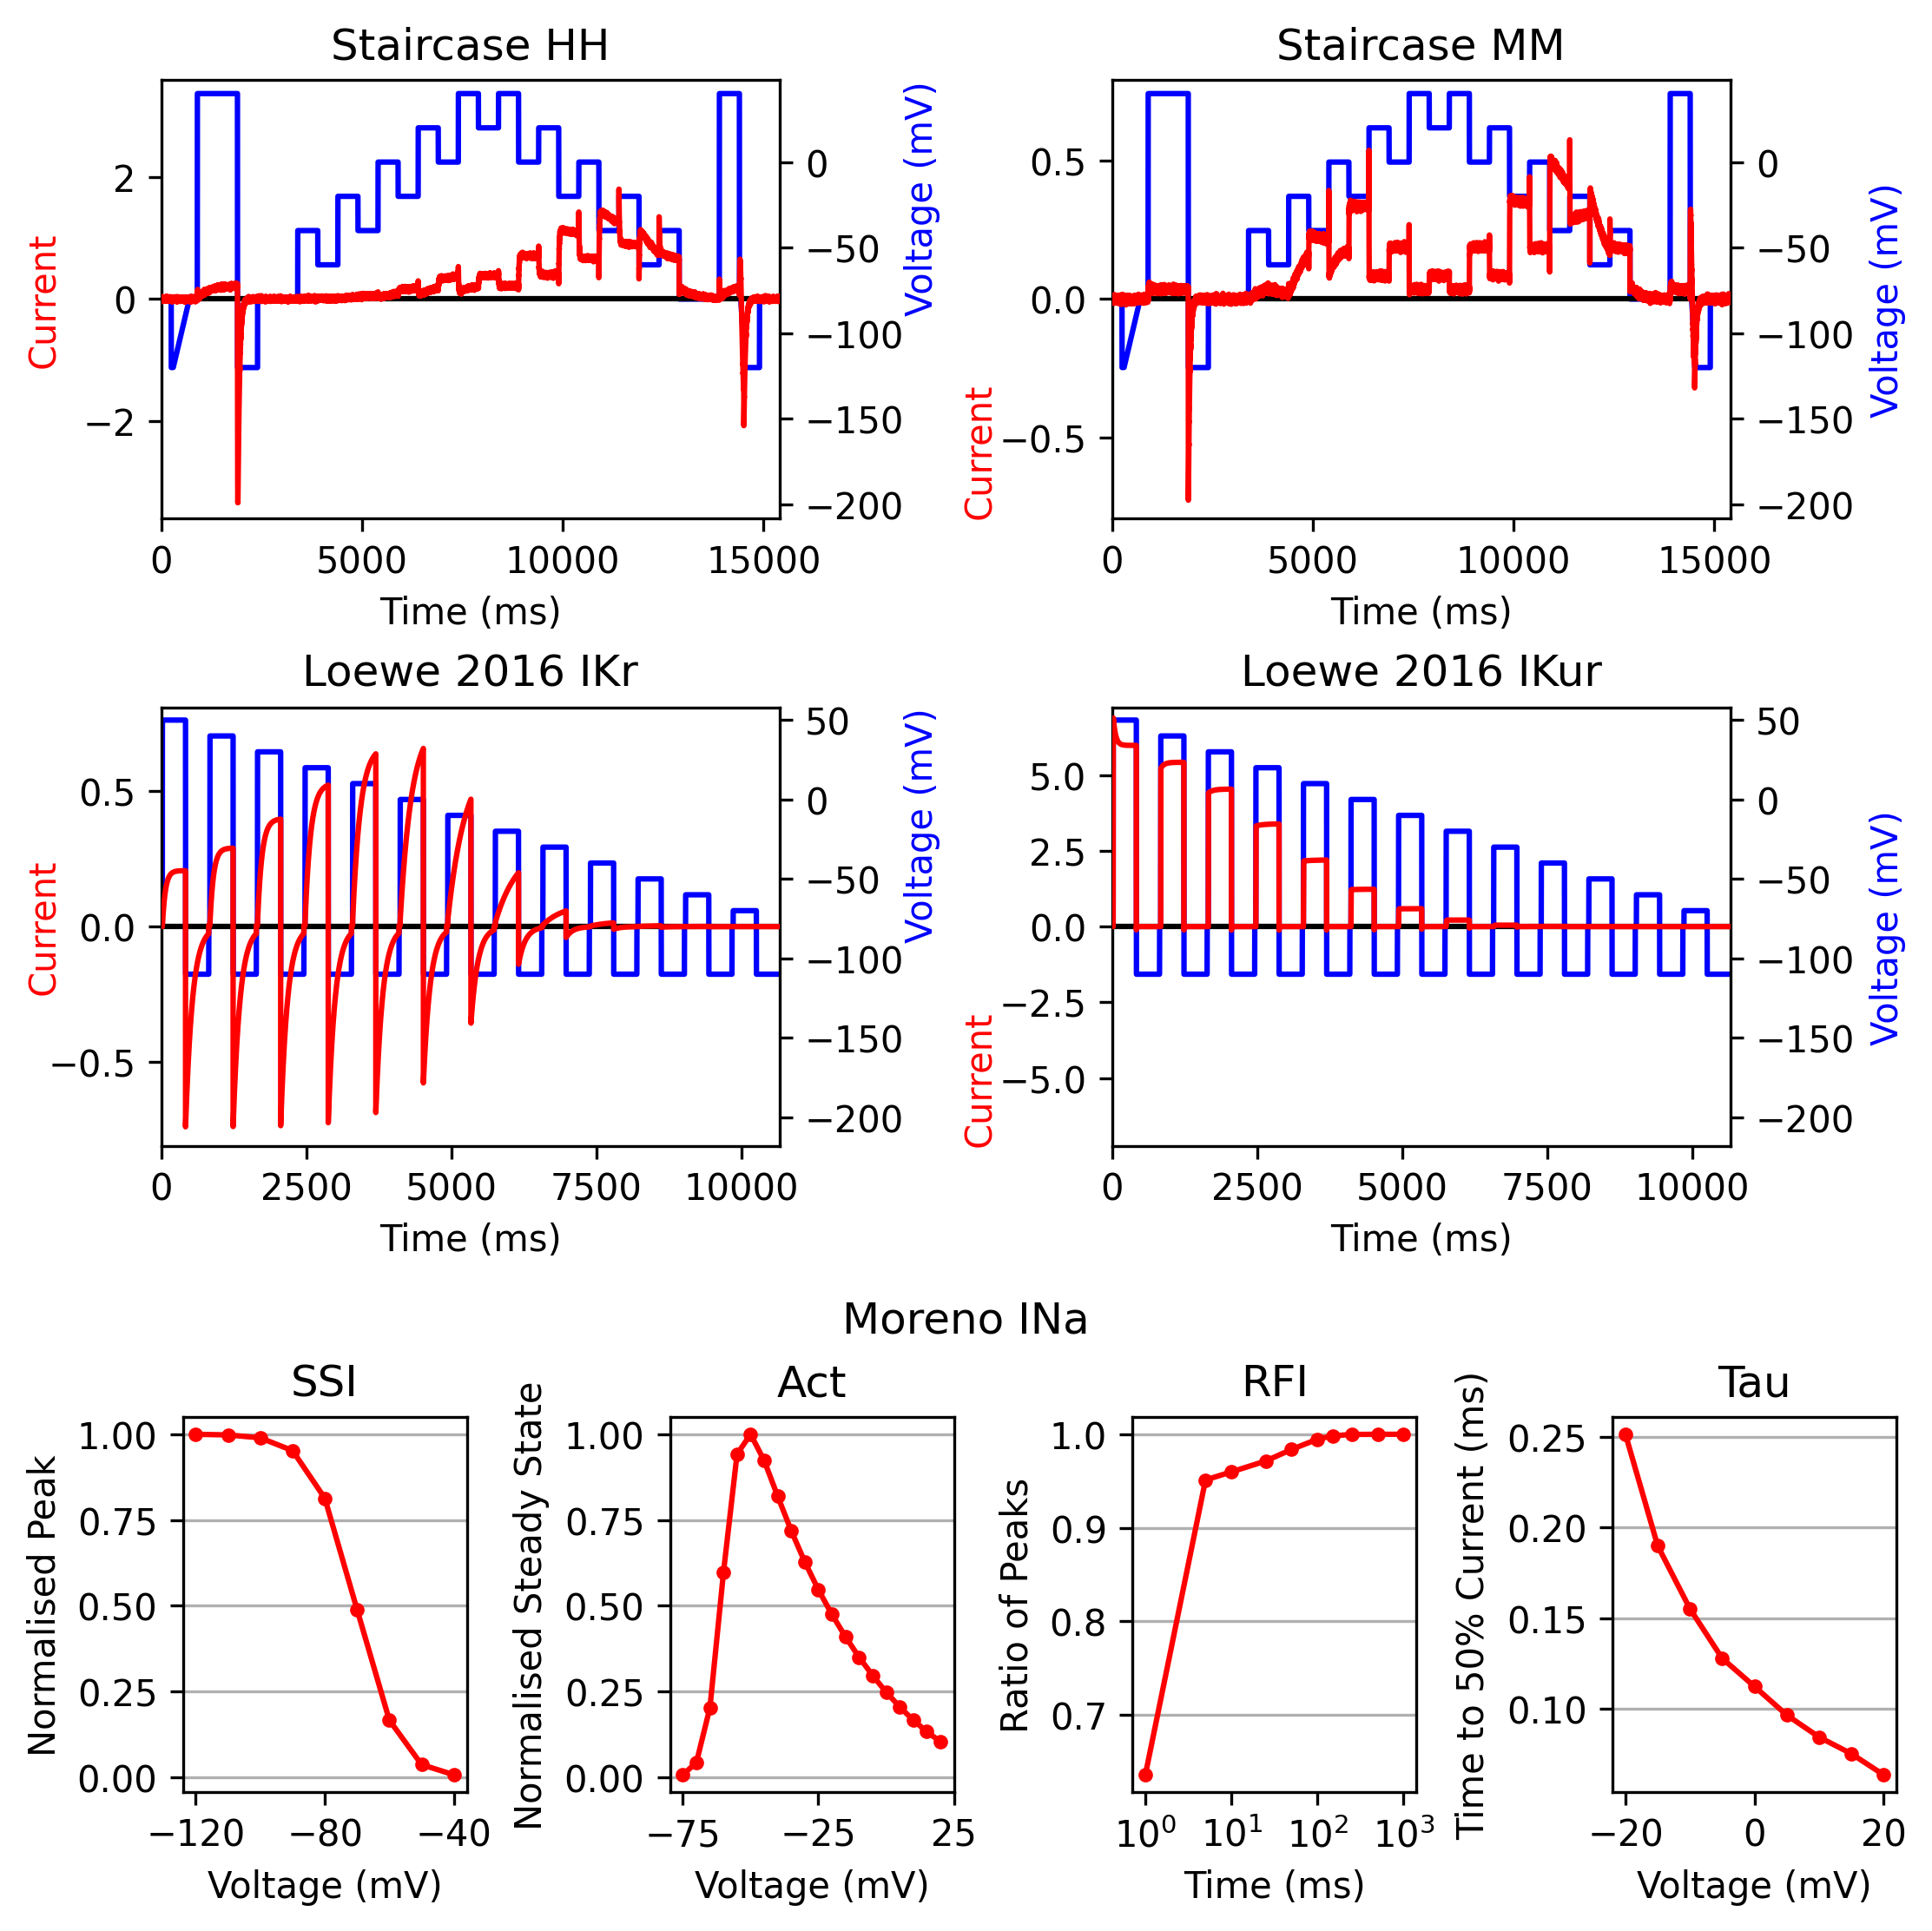 Staircase HH
Current
2
0
−2
0
−50
−100
−150
−200
Voltage (mV)
0
5000
10000
15000
Time (ms)
Staircase MM
Current
0.5
0.0
−0.5
0
−50
−100
−150
−200
Voltage (mV)
0
5000
10000
15000
Time (ms)
Loewe 2016 IKr
Current
0.5
0.0
−0.5
50
0
−50
−100
−150
−200
Voltage (mV)
0
2500
5000
7500
10000
Time (ms)
Loewe 2016 IKur
Current
5.0
2.5
0.0
−2.5
−5.0
50
0
−50
−100
−150
−200
Voltage (mV)
0
2500
5000
7500
10000
Time (ms)
Moreno INa
SSI
Normalised Peak
1.00
0.75
0.50
0.25
0.00
−120
−80
−40
Voltage (mV)
Act
Normalised Steady State
1.00
0.75
0.50
0.25
0.00
−75
−25
25
Voltage (mV)
RFI
Ratio of Peaks
1.0
0.9
0.8
0.7
10⁰
10¹
10²
10³
Time (ms)
Tau
Time to 50% Current (ms)
0.25
0.20
0.15
0.10
−20
0
20
Voltage (mV)